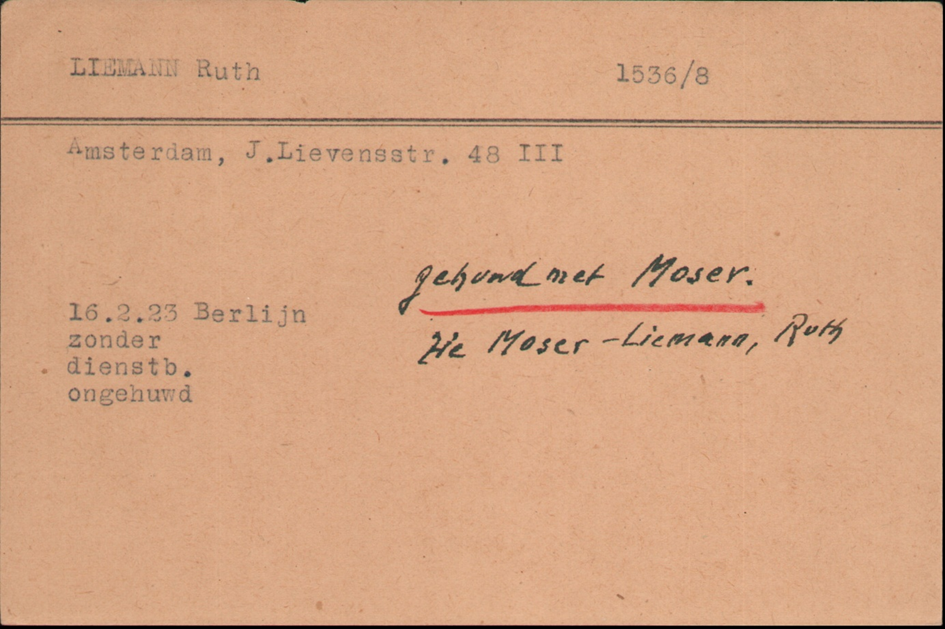 LIEMANN Ruth 1536/8
Amsterdam, J.Lievensstr. 48 III
gehuwd met Moser.
16.2.23 Berlijn
zie Moser-Liemann, Ruth
zonder
dienstb.
ongehuwd